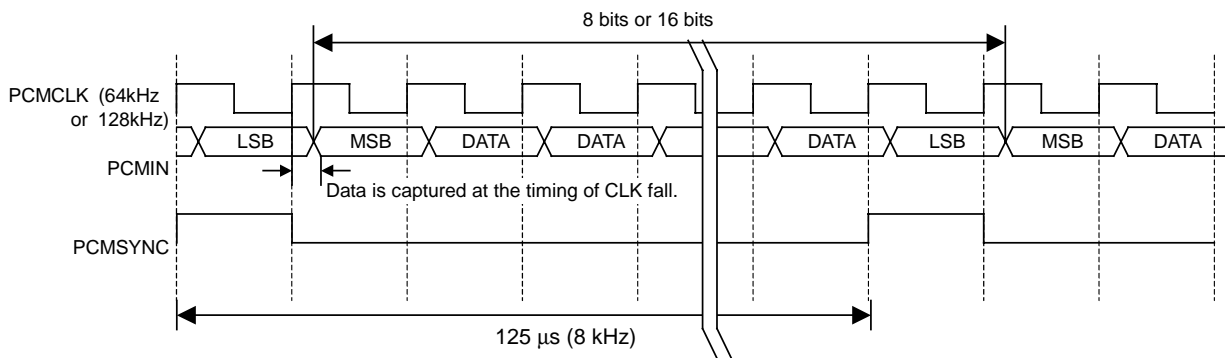 8 bits or 16 bits
PCMCLK (64kHz
or 128kHz)
LSB MSB DATA DATA DATA LSB MSB DATA
PCMIN
Data is captured at the timing of CLK fall.
PCMSYNC
125 μs (8 kHz)